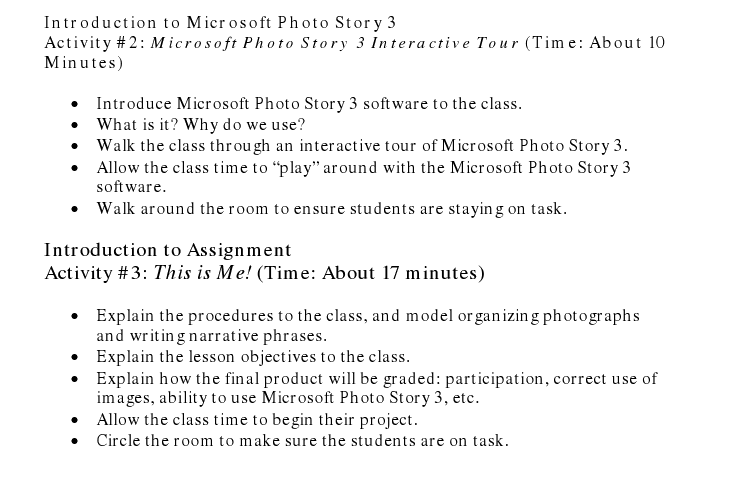 Introduction to Microsoft Photo Story 3
Activity #2: Microsoft Photo Story 3 Interactive Tour (Time: About 10
Minutes)
• Introduce Microsoft Photo Story 3 software to the class.
• What is it? Why do we use?
• Walk the class through an interactive tour of Microsoft Photo Story 3.
• Allow the class time to “play” around with the Microsoft Photo Story 3
software.
• Walk around the room to ensure students are staying on task.
Introduction to Assignment
Activity #3: This is Me! (Time: About 17 minutes)
• Explain the procedures to the class, and model organizing photographs
and writing narrative phrases.
• Explain the lesson objectives to the class.
• Explain how the final product will be graded: participation, correct use of
images, ability to use Microsoft Photo Story 3, etc.
• Allow the class time to begin their project.
• Circle the room to make sure the students are on task.